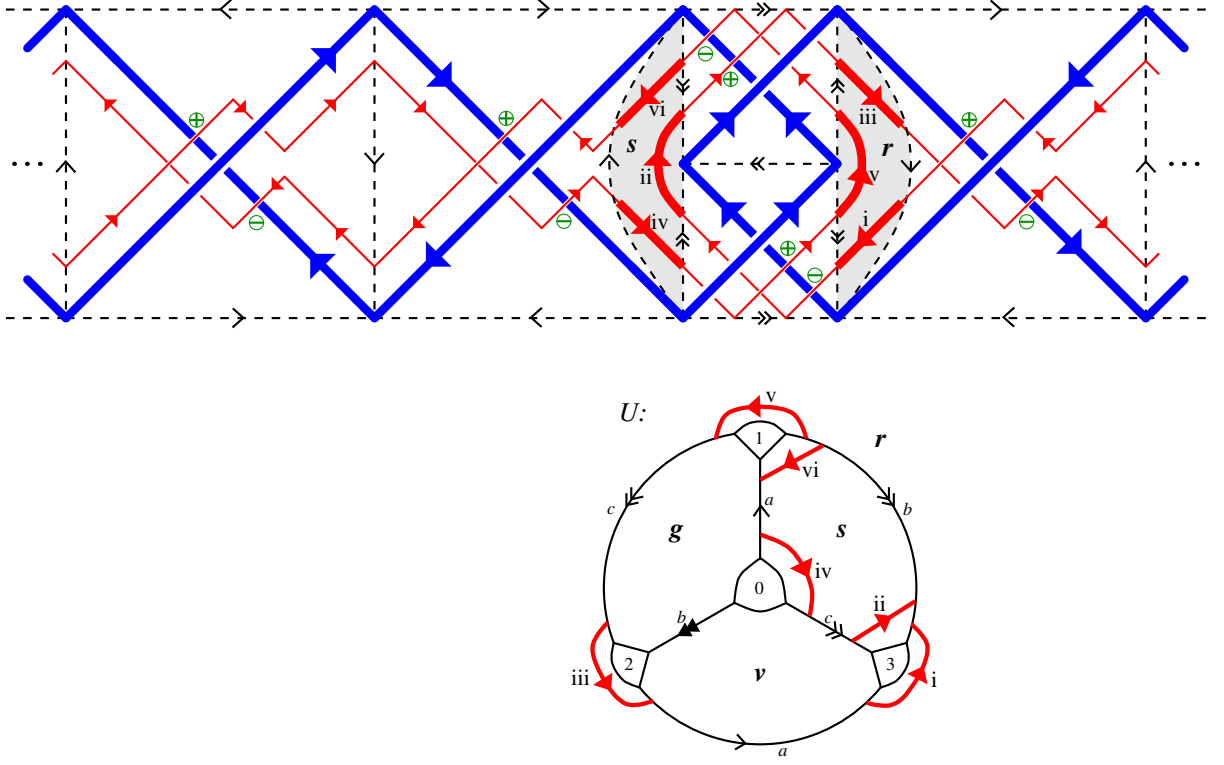 ⊕ ⊕ ⊖ ⊕ ⊕
vi iii
... s r ...
ii v
⊖ ⊖ iv i ⊖
⊕ ⊖
U:
v
1 r
vi
c a b
g s
0 iv
b c ii
2 3
iii v i
a